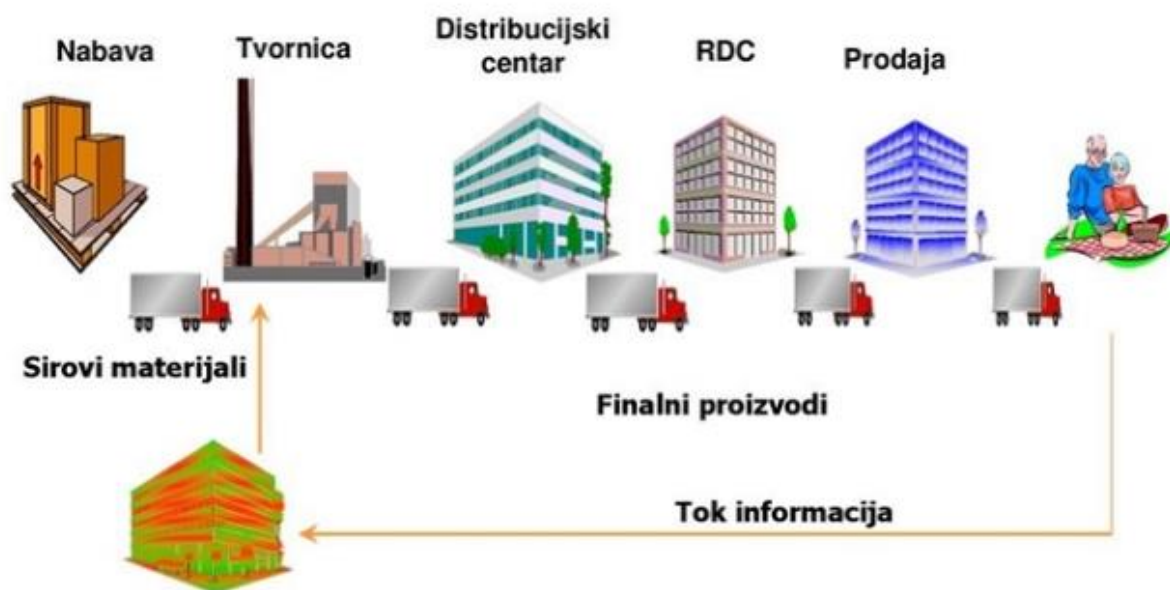 Nabava
Tvornica
Distribucijski
centar
RDC
Prodaja
Sirovi materijali
Finalni proizvodi
Tok informacija